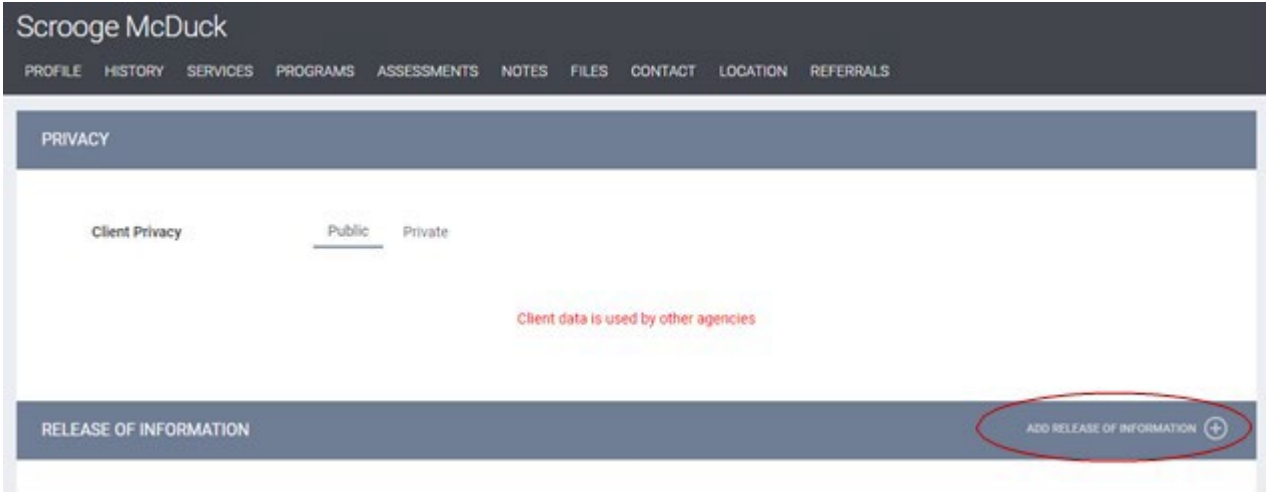 Scrooge McDuck
PROFILE HISTORY SERVICES PROGRAMS ASSESSMENTS NOTES FILES CONTACT LOCATION REFERRALS
PRIVACY
Client Privacy Public Private
Client data is used by other agencies
RELEASE OF INFORMATION ADD RELEASE OF INFORMATION